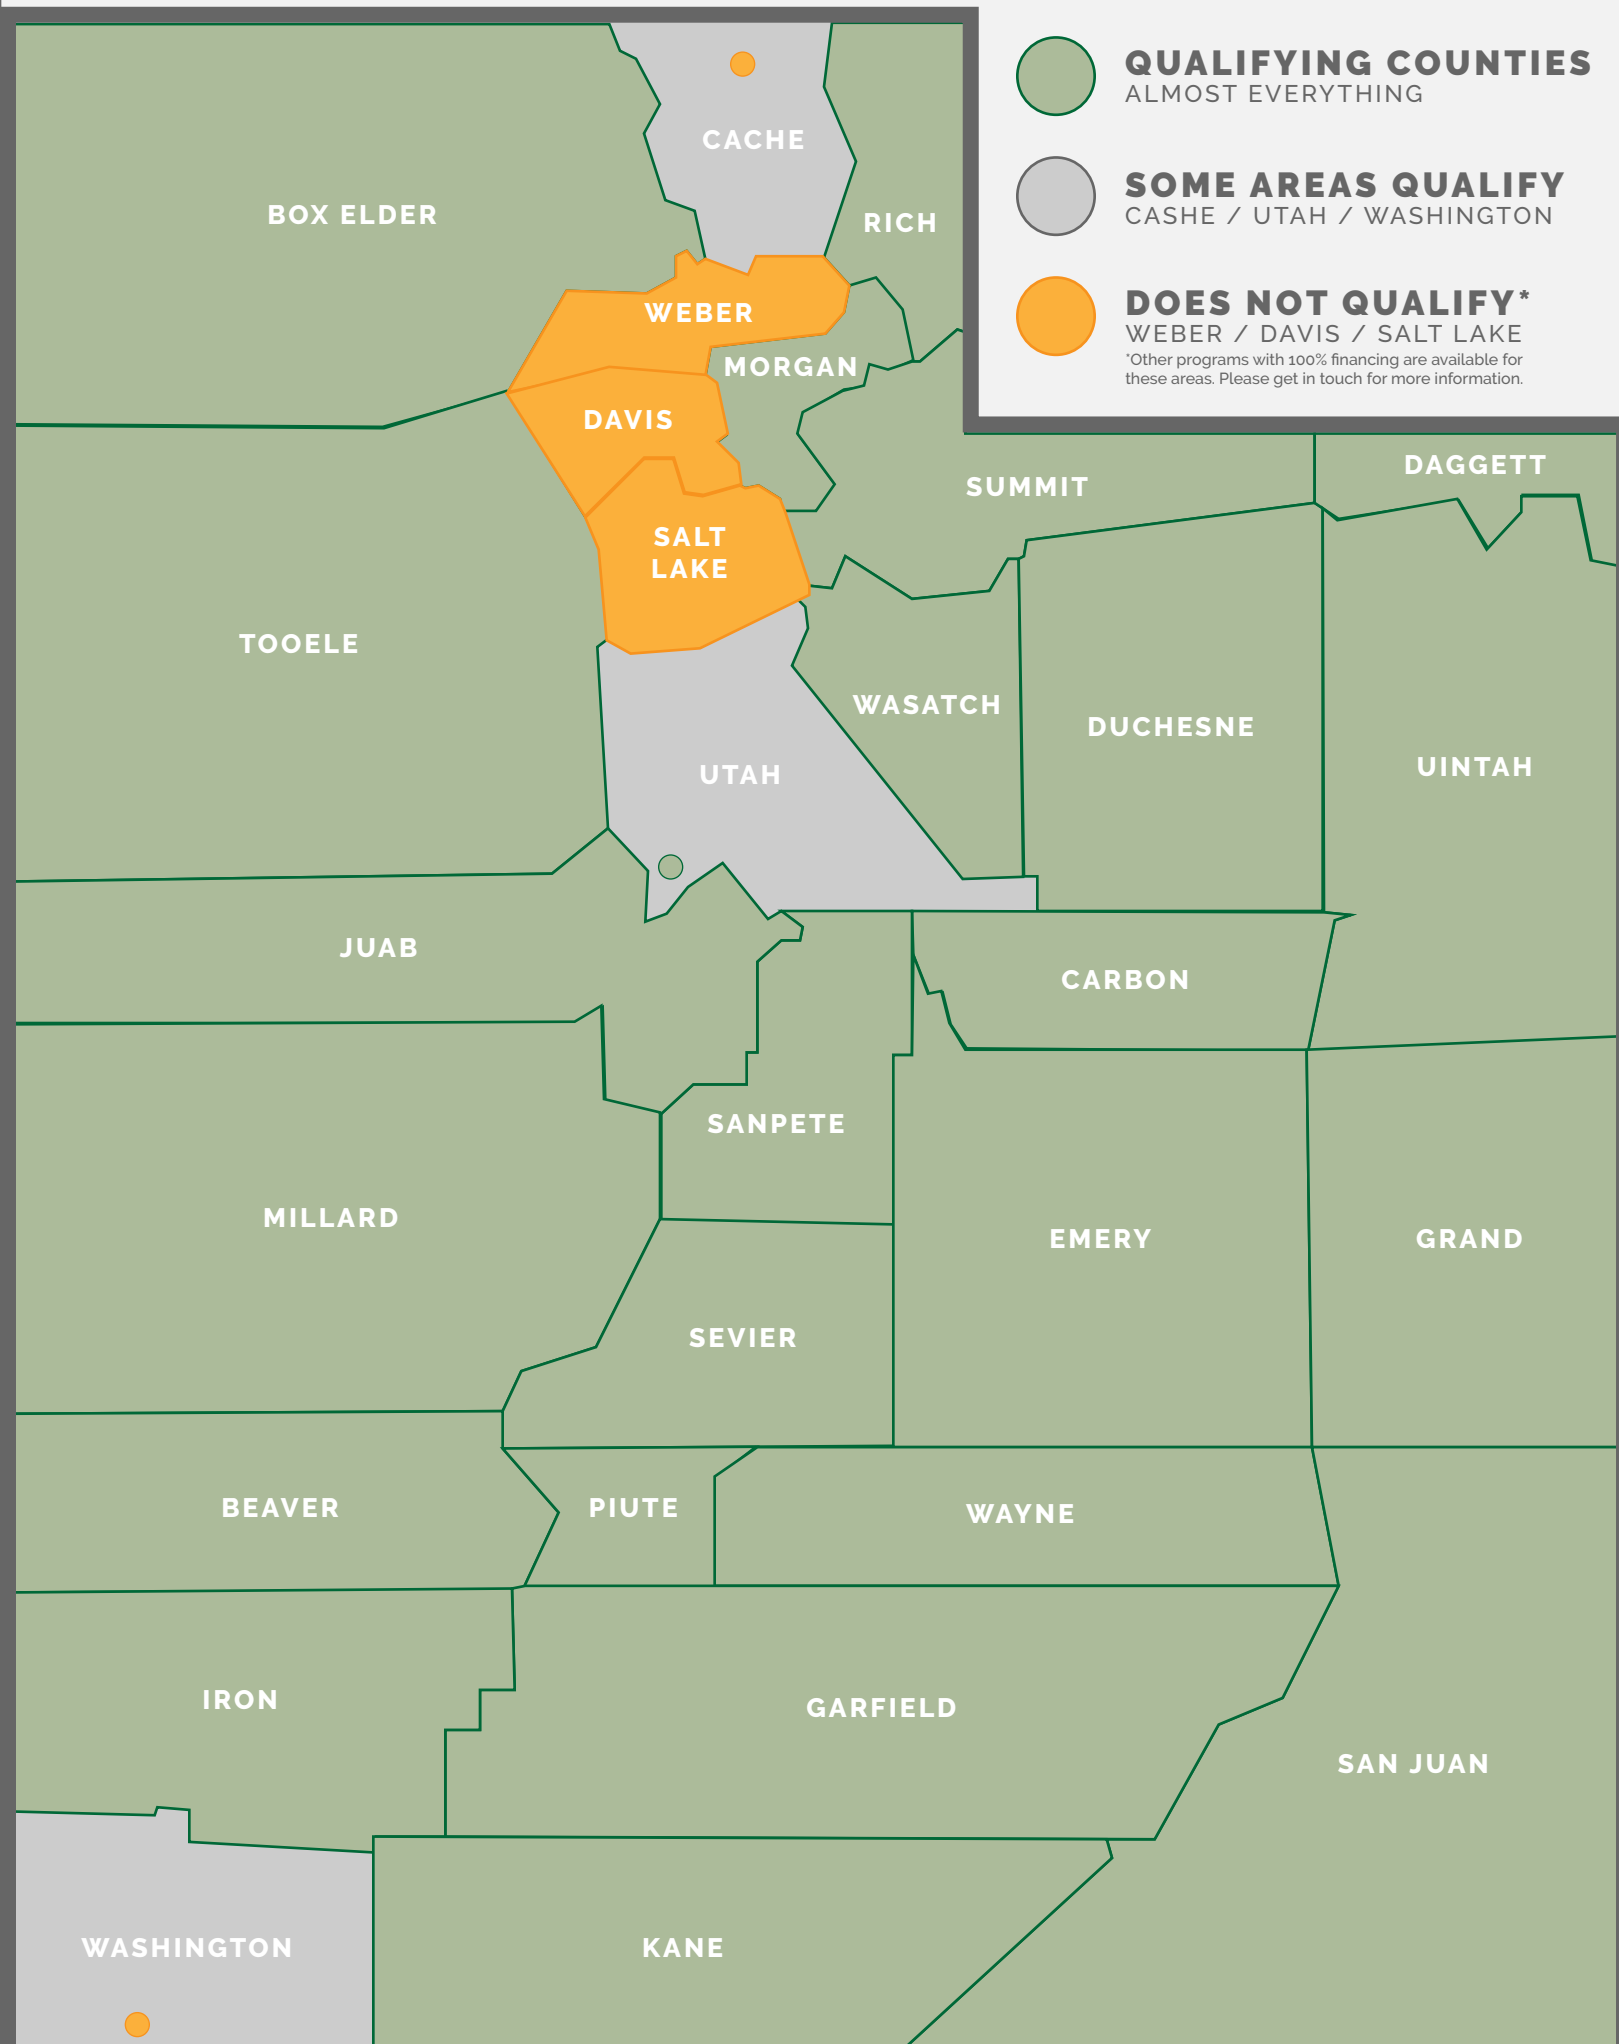 QUALIFYING COUNTIES
ALMOST EVERYTHING
SOME AREAS QUALIFY
CASHE / UTAH / WASHINGTON
DOES NOT QUALIFY*
WEBER / DAVIS / SALT LAKE
*Other programs with 100% financing are available for
these areas. Please get in touch for more information.
CACHE
BOX ELDER
RICH
WEBER
MORGAN
DAVIS
SUMMIT
DAGGETT
SALT
LAKE
TOOELE
WASATCH
DUCHESNE
UINTAH
UTAH
JUAB
CARBON
SANPETE
MILLARD
EMERY
GRAND
SEVIER
BEAVER
PIUTE
WAYNE
IRON
GARFIELD
SAN JUAN
WASHINGTON
KANE